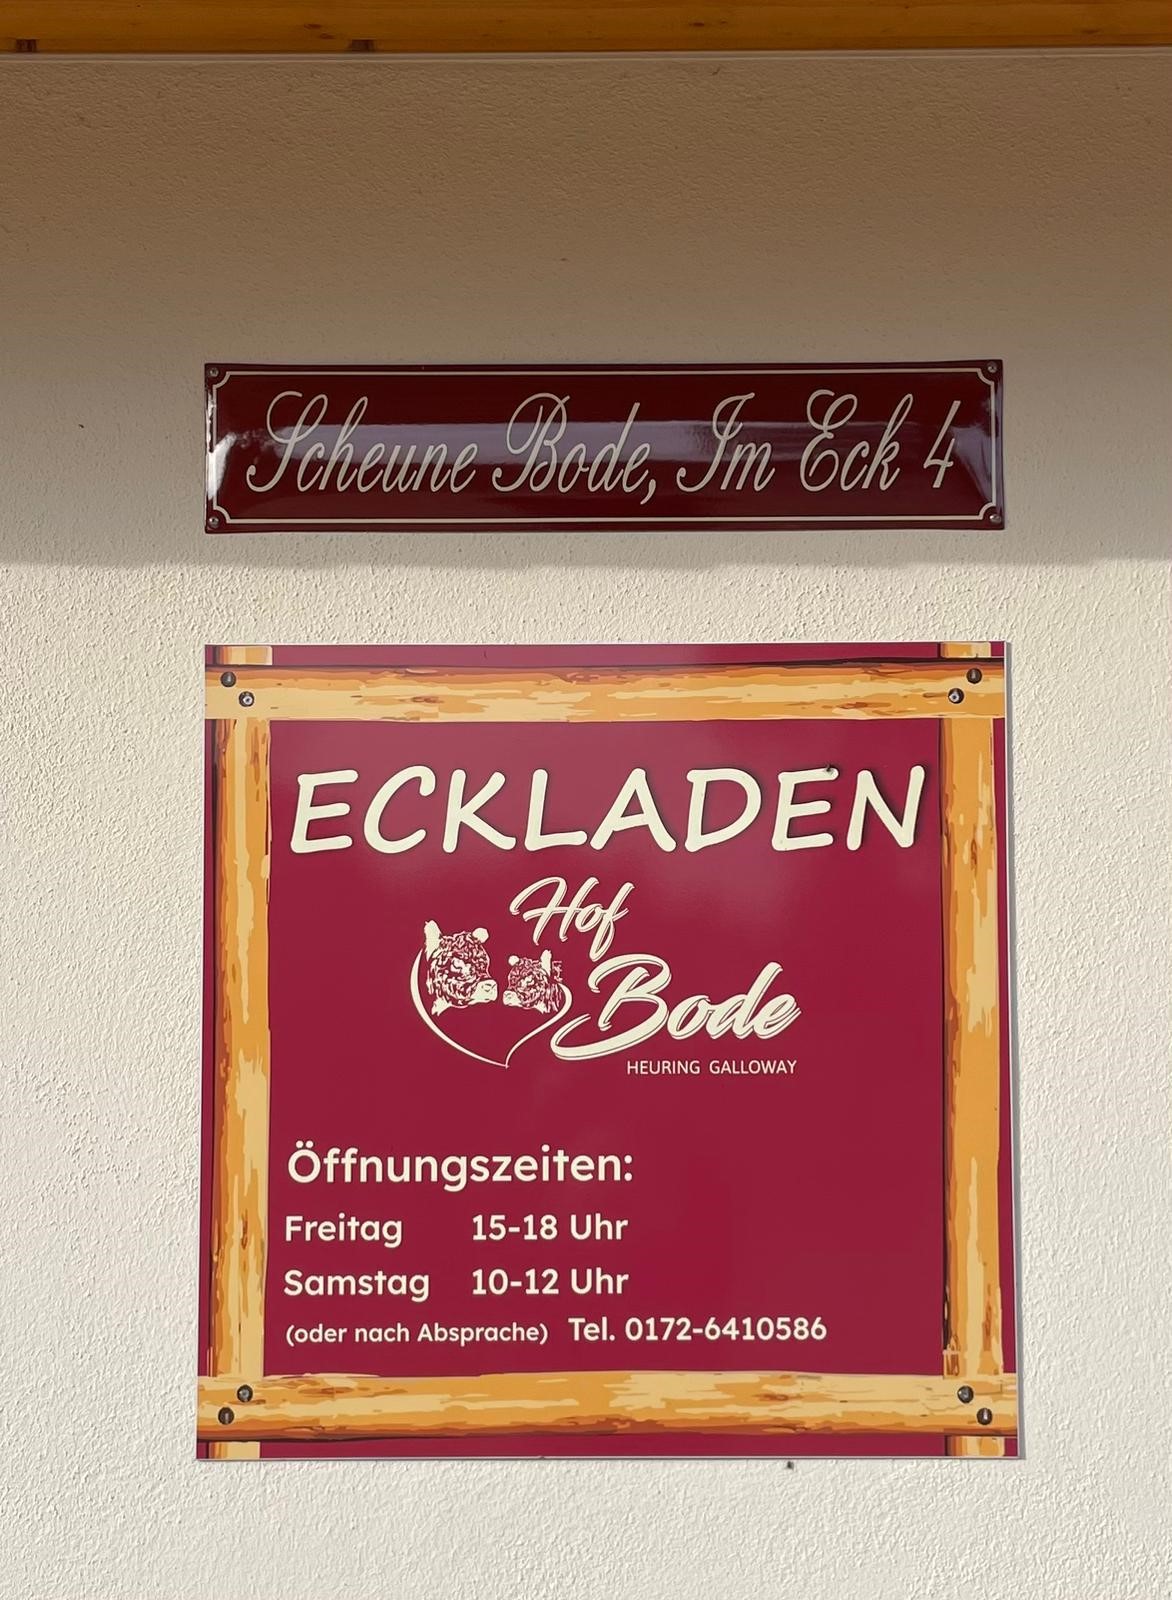 Scheune Bode, Im Eck 4
ECKLADEN
Hof
Bode
HEURING GALLOWAY
Öffnungszeiten:
Freitag 15-18 Uhr
Samstag 10-12 Uhr
(oder nach Absprache) Tel. 0172-6410586